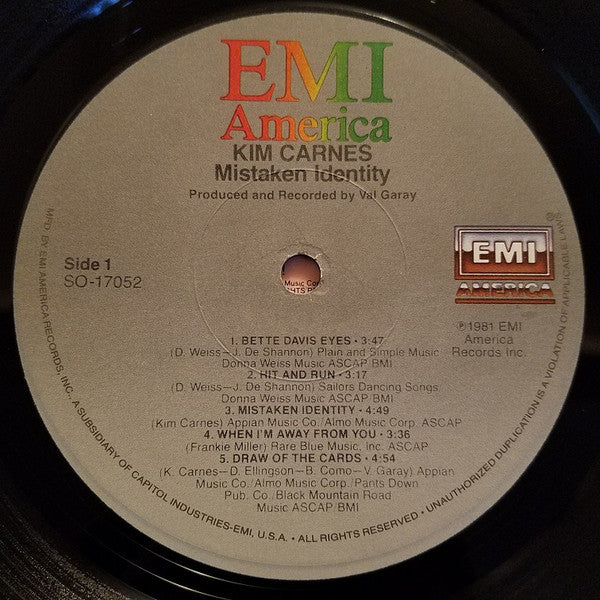 EMI
America
KIM CARNES
Mistaken Identity
Produced and Recorded by Val Garay
Side 1
SO-17052
EMI
AMERICA
℗1981 EMI
America
Records Inc.
Music Cor
HTS R
1. BETTE DAVIS EYES • 3:47
(D. Weiss—J. De Shannon) Plain and Simple Music
Donna Weiss Music ASCAP/BMI
2. HIT AND RUN • 3:17
(D. Weiss—J. De Shannon) Sailors Dancing Songs
Donna Weiss Music ASCAP/BMI
3. MISTAKEN IDENTITY • 4:49
(Kim Carnes) Appian Music Co./Almo Music Corp. ASCAP
4. WHEN I'M AWAY FROM YOU • 3:36
(Frankie Miller) Rare Blue Music, Inc. ASCAP
5. DRAW OF THE CARDS • 4:54
(K. Carnes—D. Ellingson—B. Como—V. Garay) Appian
Music Co./Almo Music Corp./Pants Down
Pub. Co./Black Mountain Road
Music ASCAP/BMI
MFD. BY EMI AMERICA RECORDS, INC. A SUBSIDIARY OF CAPITOL INDUSTRIES-EMI, U.S.A. • ALL RIGHTS RESERVED • UNAUTHORIZED DUPLICATION IS A VIOLATION OF APPLICABLE LAWS